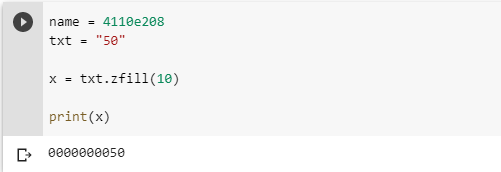 name = 4110e208
txt = "50"
x = txt.zfill(10)
print(x)
0000000050